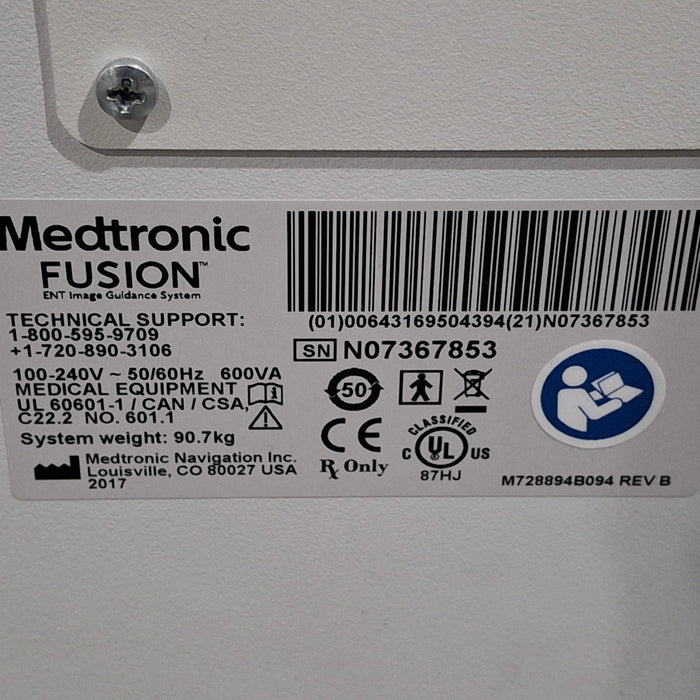 Medtronic
FUSION™
ENT Image Guidance System
TECHNICAL SUPPORT:
1-800-595-9709
+1-720-890-3106
100-240V ~ 50/60Hz 600VA
MEDICAL EQUIPMENT
UL 60601-1 / CAN / CSA,
C22.2 NO. 601.1
System weight: 90.7kg
Medtronic Navigation Inc.
Louisville, CO 80027 USA
2017
(01)00643169504394(21)N07367853
SN N07367853
50
CE
℞ Only
CLASSIFIED
C UL US
87HJ
M728894B094 REV B